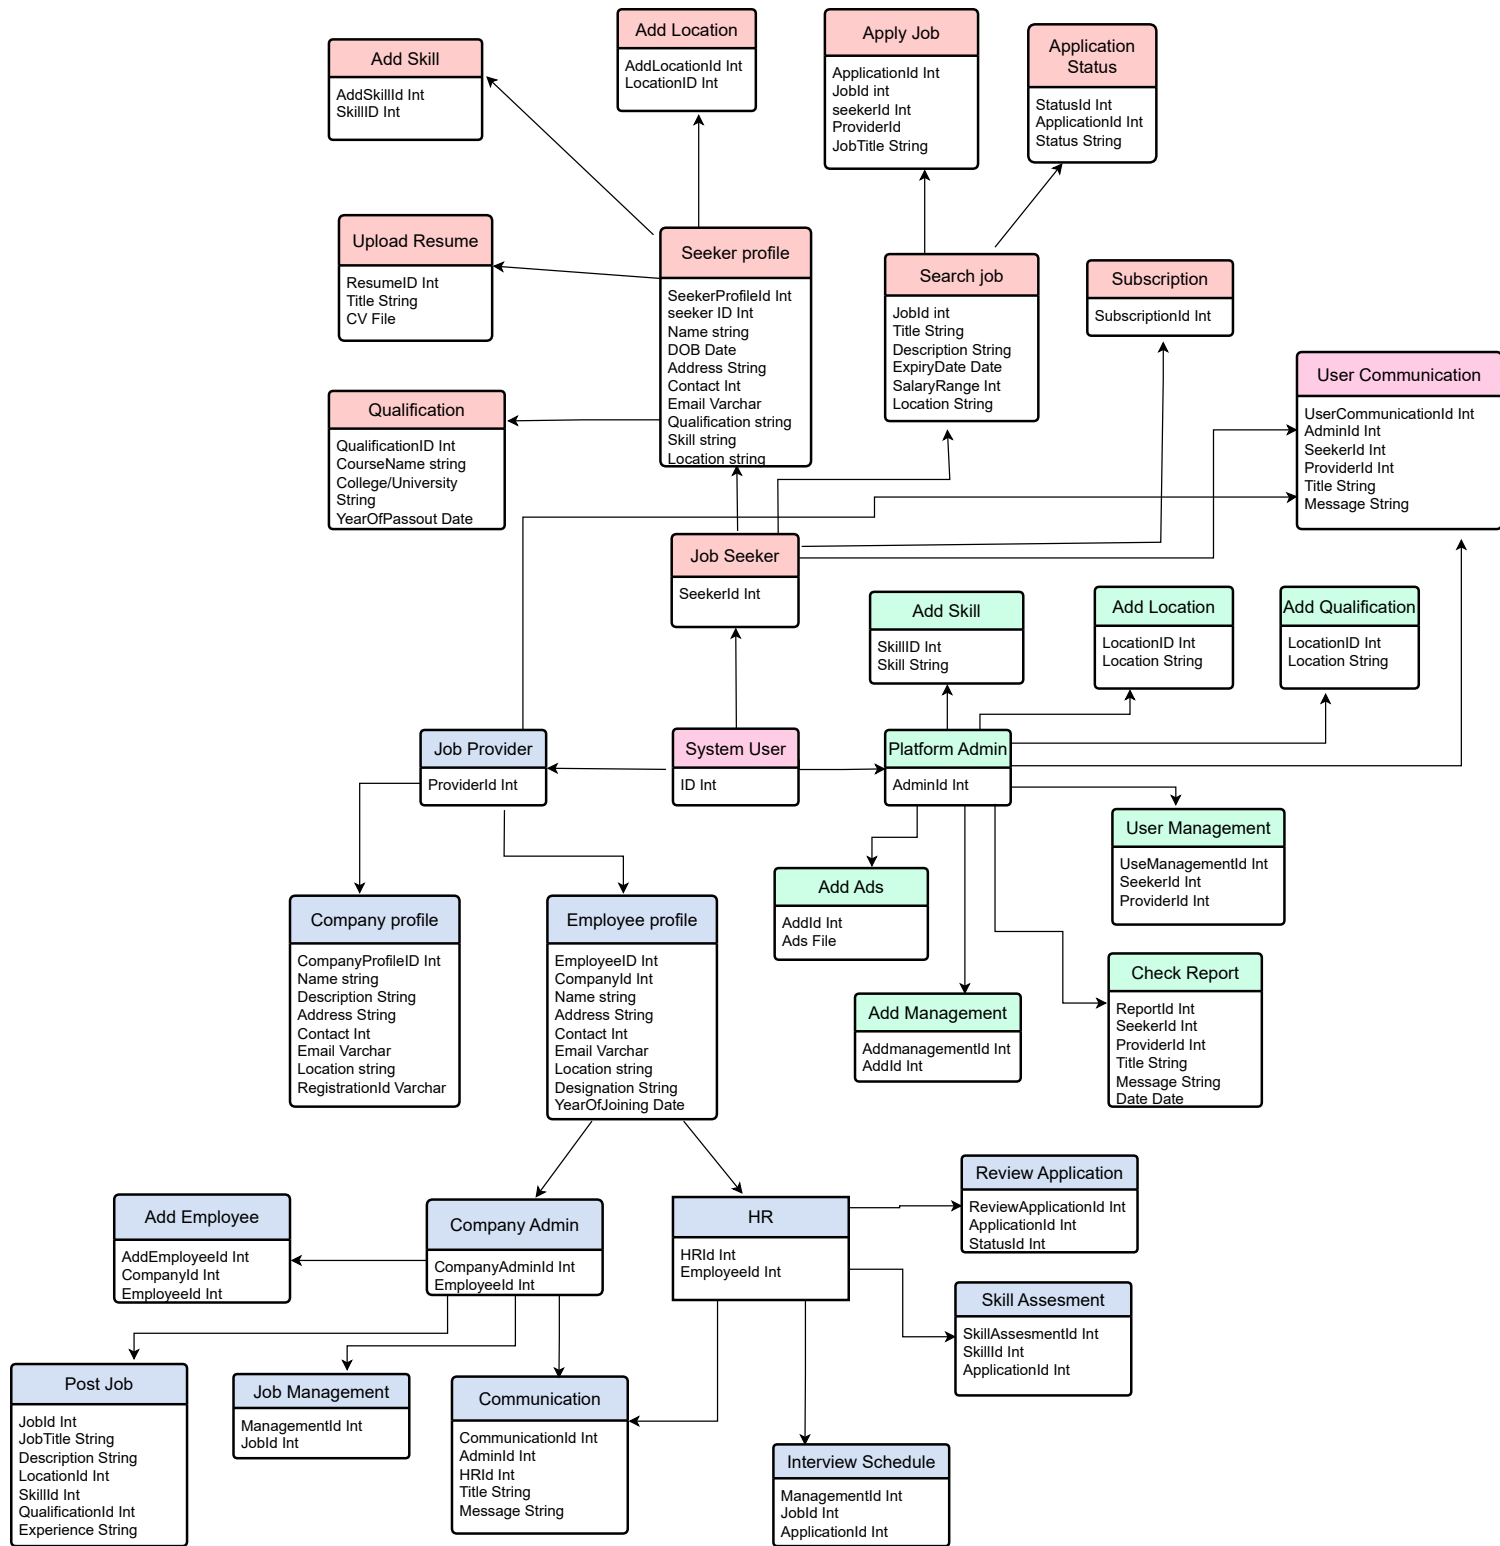 Add Skill
AddSkillId Int
SkillID Int
Add Location
AddLocationId Int
LocationID Int
Apply Job
ApplicationId Int
JobId int
seekerId Int
ProviderId
JobTitle String
Application
Status
StatusId Int
ApplicationId Int
Status String
Upload Resume
ResumeID Int
Title String
CV File
Seeker profile
SeekerProfileId Int
seeker ID Int
Name string
DOB Date
Address String
Contact Int
Email Varchar
Qualification string
Skill string
Location string
Search job
JobId int
Title String
Description String
ExpiryDate Date
SalaryRange Int
Location String
Subscription
SubscriptionId Int
User Communication
UserCommunicationId Int
AdminId Int
SeekerId Int
ProviderId Int
Title String
Message String
Qualification
QualificationID Int
CourseName string
College/University
String
YearOfPassout Date
Job Seeker
SeekerId Int
Add Skill
SkillID Int
Skill String
Add Location
LocationID Int
Location String
Add Qualification
LocationID Int
Location String
Job Provider
ProviderId Int
System User
ID Int
Platform Admin
AdminId Int
User Management
UseManagementId Int
SeekerId Int
ProviderId Int
Add Ads
AddId Int
Ads File
Company profile
CompanyProfileID Int
Name string
Description String
Address String
Contact Int
Email Varchar
Location string
RegistrationId Varchar
Employee profile
EmployeeID Int
CompanyId Int
Name string
Address String
Contact Int
Email Varchar
Location string
Designation String
YearOfJoining Date
Add Management
AddmanagementId Int
AddId Int
Check Report
ReportId Int
SeekerId Int
ProviderId Int
Title String
Message String
Date Date
Add Employee
AddEmployeeId Int
CompanyId Int
EmployeeId Int
Company Admin
CompanyAdminId Int
EmployeeId Int
HR
HRId Int
EmployeeId Int
Review Application
ReviewApplicationId Int
ApplicationId Int
StatusId Int
Skill Assesment
SkillAssesmentId Int
SkillId Int
ApplicationId Int
Post Job
JobId Int
JobTitle String
Description String
LocationId Int
SkillId Int
QualificationId Int
Experience String
Job Management
ManagementId Int
JobId Int
Communication
CommunicationId Int
AdminId Int
HRId Int
Title String
Message String
Interview Schedule
ManagementId Int
JobId Int
ApplicationId Int